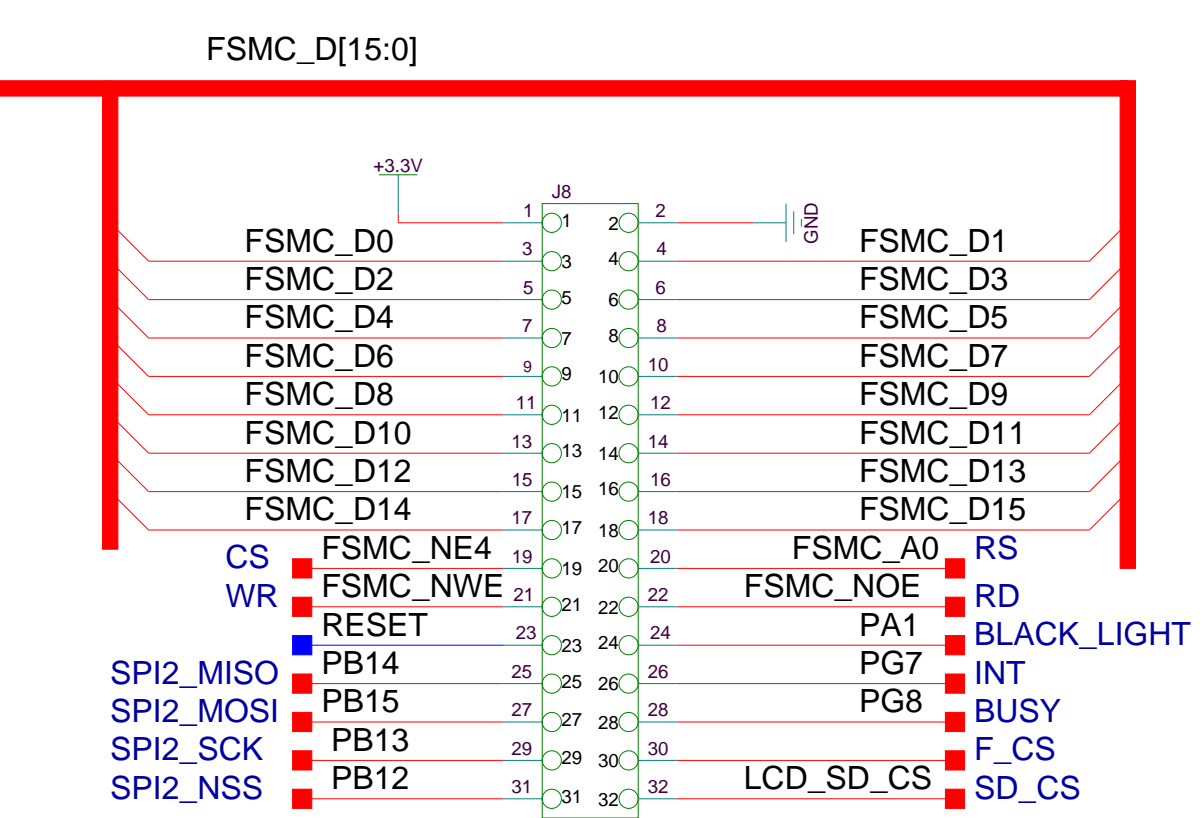 FSMC_D[15:0]
+3.3V
J8
1 1 2 2 GND
FSMC_D0 3 3 4 4 FSMC_D1
FSMC_D2 5 5 6 6 FSMC_D3
FSMC_D4 7 7 8 8 FSMC_D5
FSMC_D6 9 9 10 10 FSMC_D7
FSMC_D8 11 11 12 12 FSMC_D9
FSMC_D10 13 13 14 14 FSMC_D11
FSMC_D12 15 15 16 16 FSMC_D13
FSMC_D14 17 17 18 18 FSMC_D15
CS FSMC_NE4 19 19 20 20 FSMC_A0 RS
WR FSMC_NWE 21 21 22 22 FSMC_NOE RD
RESET 23 23 24 24 PA1 BLACK_LIGHT
SPI2_MISO PB14 25 25 26 26 PG7 INT
SPI2_MOSI PB15 27 27 28 28 PG8 BUSY
SPI2_SCK PB13 29 29 30 30 F_CS
SPI2_NSS PB12 31 31 32 32 LCD_SD_CS SD_CS